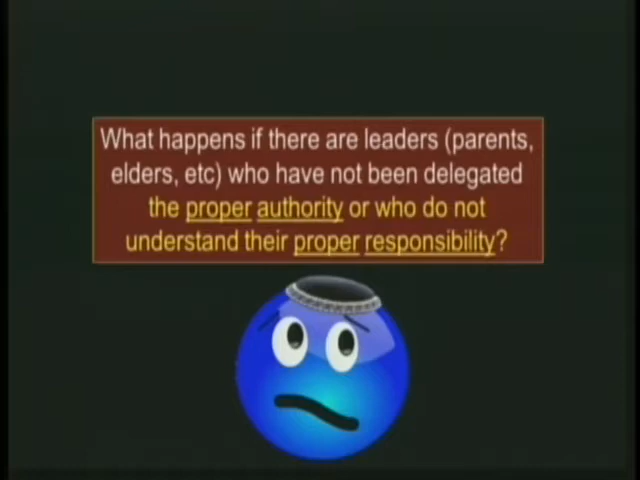 What happens if there are leaders (parents,
elders, etc) who have not been delegated
the proper authority or who do not
understand their proper responsibility?